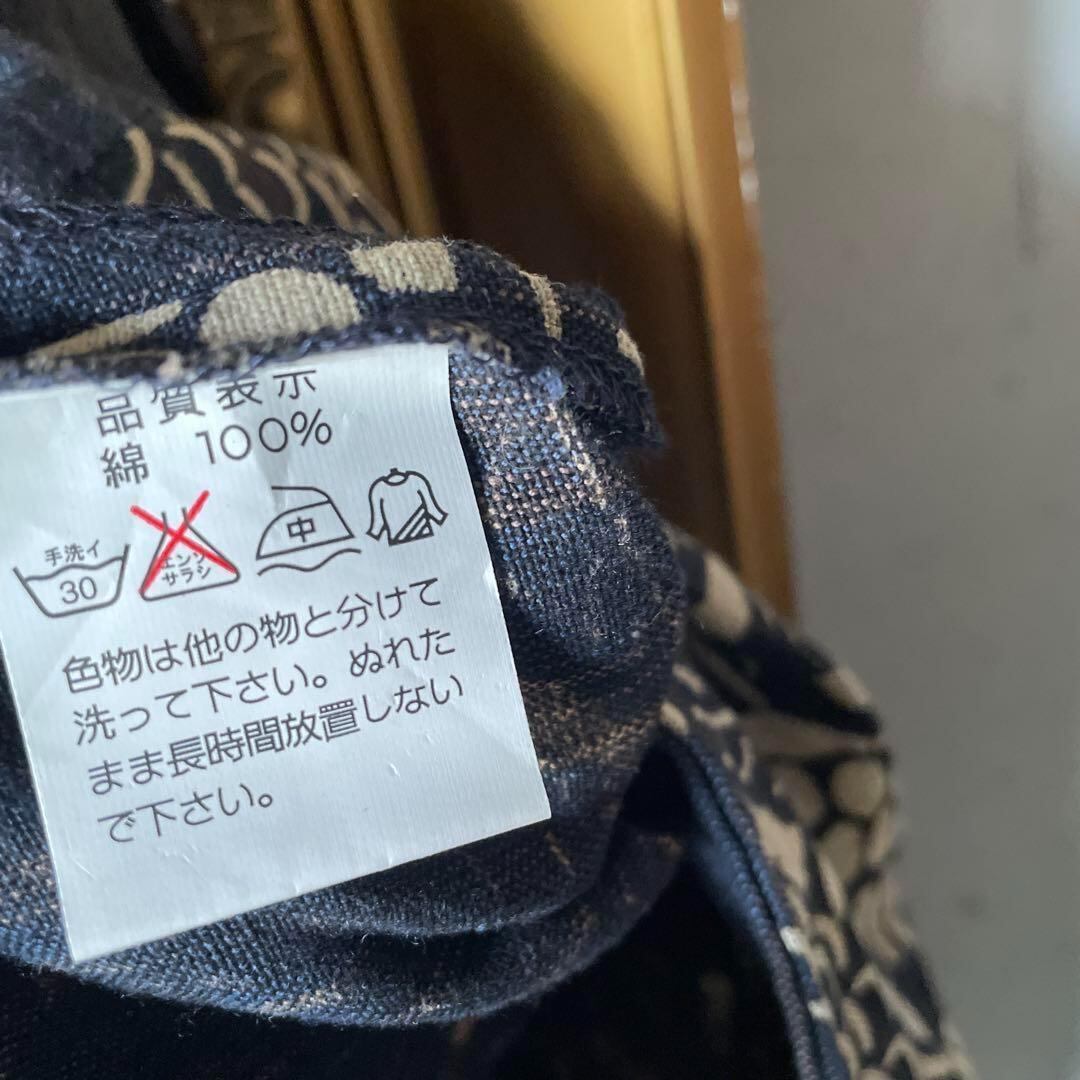 品質表示
綿 100%
手洗イ
30
エンソ
サラシ
中
色物は他の物と分けて
洗って下さい。ぬれた
まま長時間放置しない
で下さい。